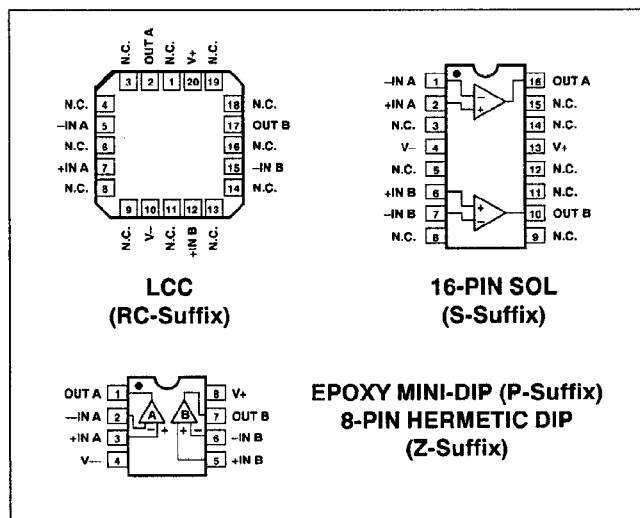 N.C. OUT A N.C. V+ N.C.
3 2 1 20 19
N.C. 4 18 N.C.
–IN A 5 17 OUT B
N.C. 6 16 N.C.
+IN A 7 15 –IN B
N.C. 8 14 N.C.
9 10 11 12 13
N.C. V– N.C. +IN B N.C.
LCC
(RC-Suffix)
–IN A 1 16 OUT A
+IN A 2 15 N.C.
N.C. 3 14 N.C.
V– 4 13 V+
N.C. 5 12 N.C.
+IN B 6 11 N.C.
–IN B 7 10 OUT B
N.C. 8 9 N.C.
– +
+ –
16-PIN SOL
(S-Suffix)
OUT A 1 8 V+
–IN A 2 A B 7 OUT B
+IN A 3 – + + – 6 –IN B
V– 4 5 +IN B
EPOXY MINI-DIP (P-Suffix)
8-PIN HERMETIC DIP
(Z-Suffix)